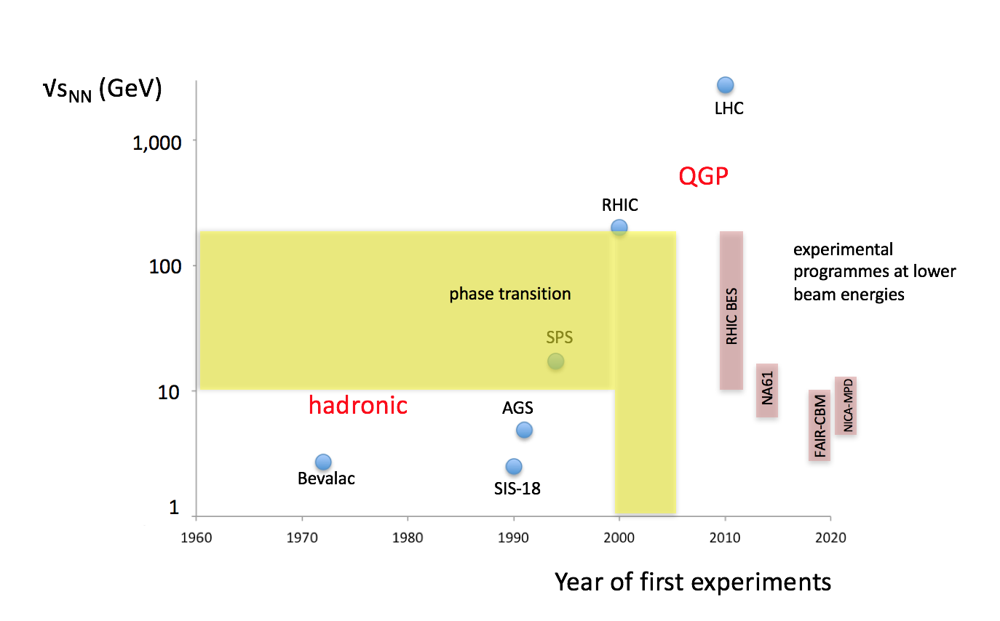 √sNN (GeV)
LHC
1,000
QGP
RHIC
100
experimental
programmes at lower
beam energies
phase transition
RHIC BES
SPS
10
NA61
hadronic
AGS
FAIR-CBM
NICA-MPD
Bevalac
SIS-18
1
1960 1970 1980 1990 2000 2010 2020
Year of first experiments